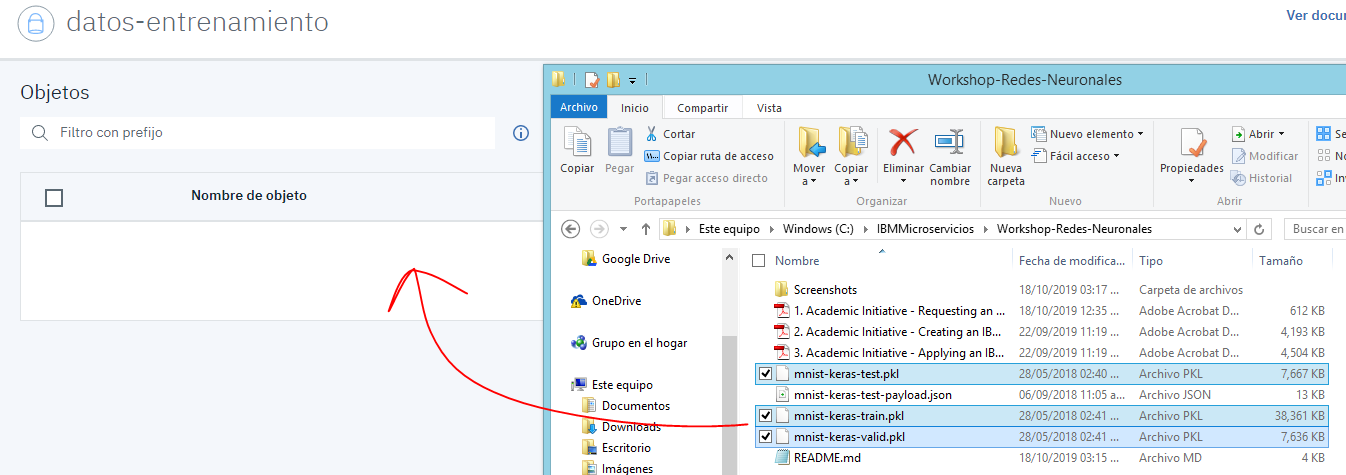 datos-entrenamiento
Ver docu
Objetos
Filtro con prefijo
Nombre de objeto
Workshop-Redes-Neuronales
Archivo Inicio Compartir Vista
Copiar
Pegar
Cortar
Copiar ruta de acceso
Pegar acceso directo
Portapapeles
Mover a
Copiar a
Eliminar
Cambiar nombre
Organizar
Nueva carpeta
Nuevo elemento
Fácil acceso
Nuevo
Propiedades
Abrir
Modificar
Historial
Abrir
Se
No
Inv
Este equipo Windows (C:) IBMMicroservicios Workshop-Redes-Neuronales
Buscar en
Google Drive
OneDrive
Grupo en el hogar
Este equipo
Documentos
Downloads
Escritorio
Imágenes
Nombre Fecha de modifica... Tipo Tamaño
Screenshots 18/10/2019 03:17 ... Carpeta de archivos
1. Academic Initiative - Requesting an ... 18/10/2019 12:35 ... Adobe Acrobat D... 612 KB
2. Academic Initiative - Creating an IB... 22/09/2019 11:19 ... Adobe Acrobat D... 4,193 KB
3. Academic Initiative - Applying an IB... 22/09/2019 11:19 ... Adobe Acrobat D... 4,504 KB
mnist-keras-test.pkl 28/05/2018 02:40 ... Archivo PKL 7,667 KB
mnist-keras-test-payload.json 06/09/2018 11:05 a... Archivo JSON 13 KB
mnist-keras-train.pkl 28/05/2018 02:41 ... Archivo PKL 38,361 KB
mnist-keras-valid.pkl 28/05/2018 02:41 ... Archivo PKL 7,636 KB
README.md 18/10/2019 03:15 ... Archivo MD 4 KB